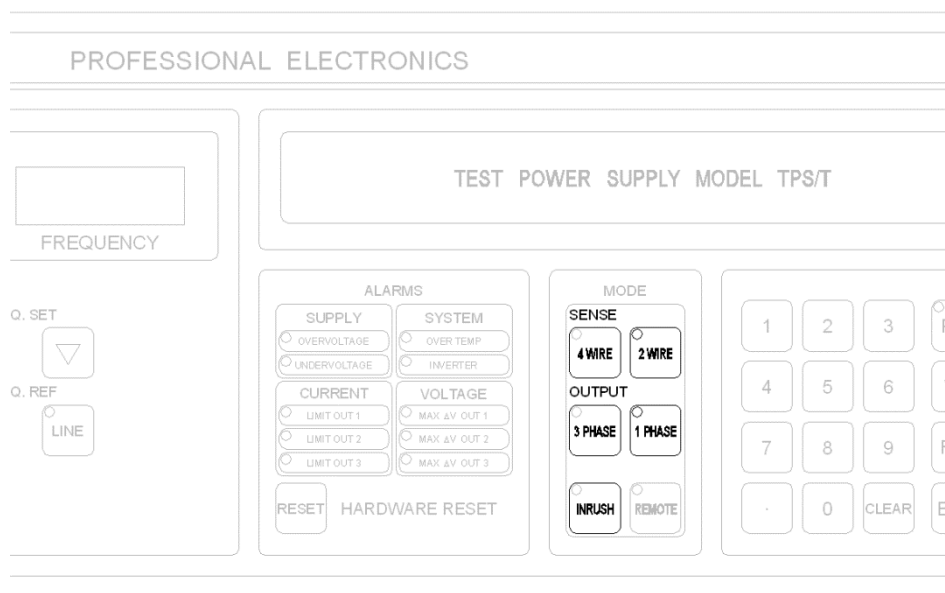 PROFESSIONAL ELECTRONICS
TEST POWER SUPPLY MODEL TPS/T
FREQUENCY
Q. SET
Q. REF
LINE
ALARMS
SUPPLY SYSTEM
OVERVOLTAGE OVER TEMP
UNDERVOLTAGE INVERTER
CURRENT VOLTAGE
LIMIT OUT 1 MAX ΔV OUT 1
LIMIT OUT 2 MAX ΔV OUT 2
LIMIT OUT 3 MAX ΔV OUT 3
RESET HARDWARE RESET
MODE
SENSE
4 WIRE 2 WIRE
OUTPUT
3 PHASE 1 PHASE
INRUSH REMOTE
1 2 3
4 5 6
7 8 9
. 0 CLEAR